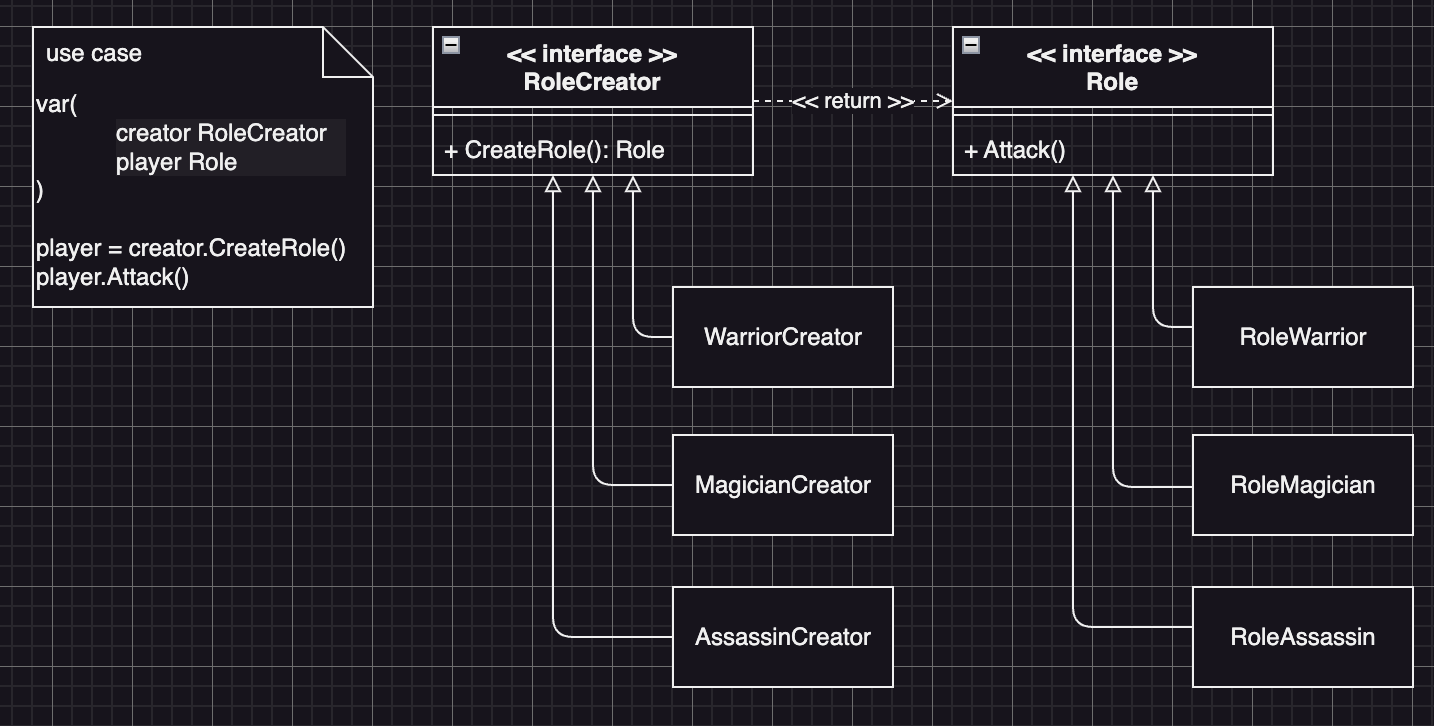 use case
var(
creator RoleCreator
player Role
)
player = creator.CreateRole()
player.Attack()
<< interface >>
RoleCreator
+ CreateRole(): Role
<< return >>
<< interface >>
Role
+ Attack()
WarriorCreator
RoleWarrior
MagicianCreator
RoleMagician
AssassinCreator
RoleAssassin